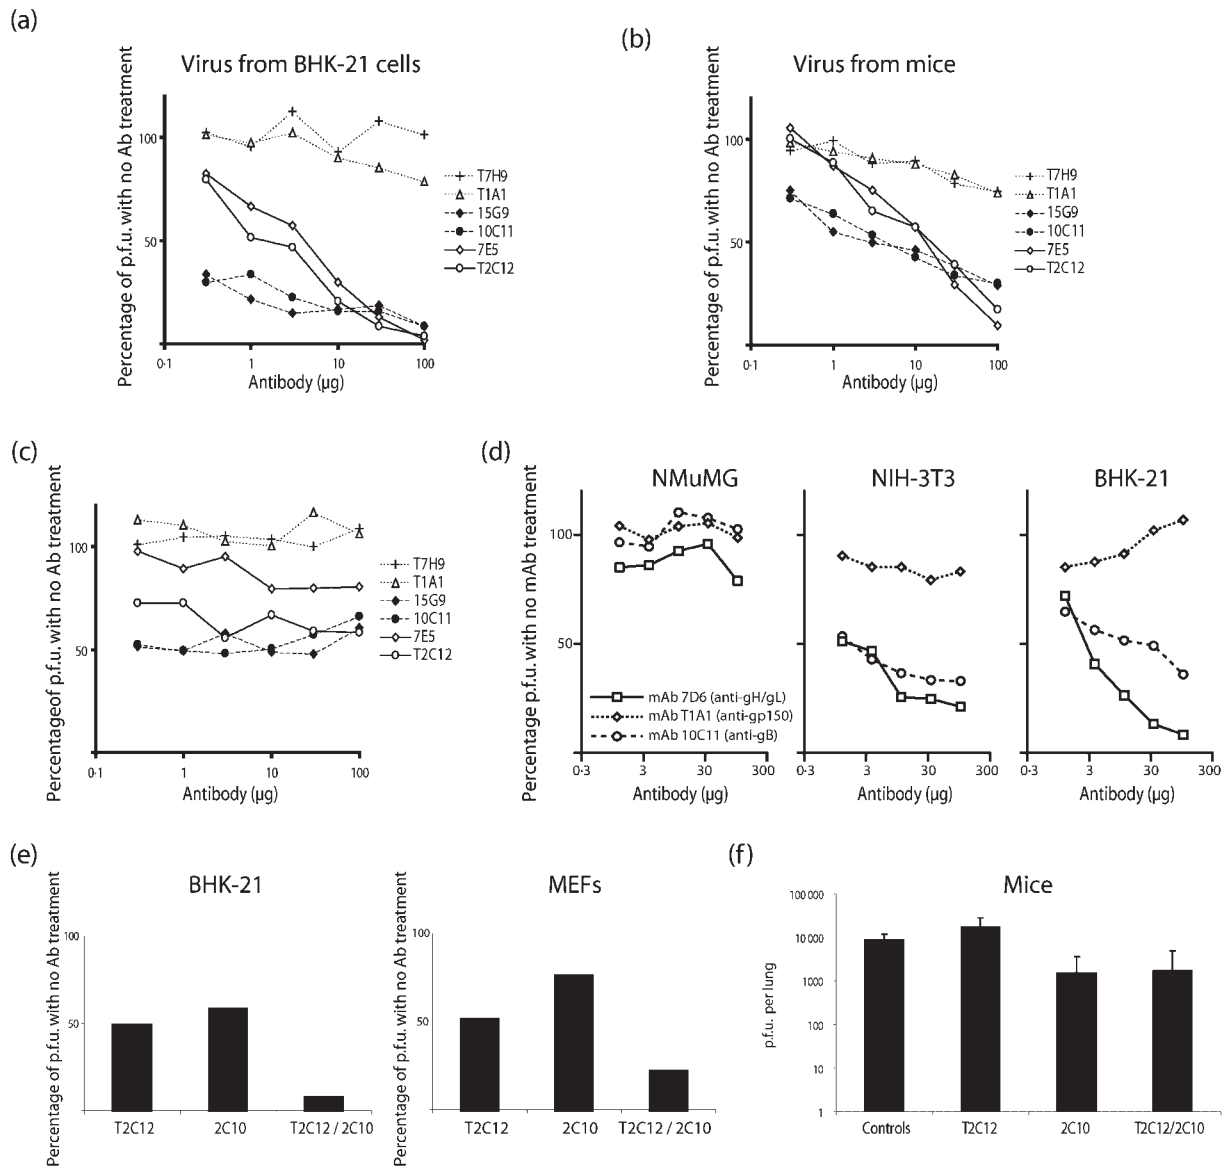 (a)
Virus from BHK-21 cells
Percentage of p.f.u. with no Ab treatment
100
50
0·1
1
10
100
Antibody (µg)
T7H9
T1A1
15G9
10C11
7E5
T2C12
(b)
Virus from mice
Percentage of p.f.u. with no Ab treatment
100
50
0·1
1
10
100
Antibody (µg)
T7H9
T1A1
15G9
10C11
7E5
T2C12
(c)
Percentageof p.f.u. with no Ab treatment
100
50
0·1
1
10
100
Antibody (µg)
T7H9
T1A1
15G9
10C11
7E5
T2C12
(d)
Percentage p.f.u. with no mAb treatment
NMuMG
NIH-3T3
BHK-21
100
50
mAb 7D6 (anti-gH/gL)
mAb T1A1 (anti-gp150)
mAb 10C11 (anti-gB)
0·3
3
30
300
0·3
3
30
300
0·3
3
30
300
Antibody (µg)
Antibody (µg)
Antibody (µg)
(e)
BHK-21
Percentage of p.f.u. with no Ab treatment
100
50
T2C12
2C10
T2C12 / 2C10
MEFs
Percentage of p.f.u. with no Ab treatment
100
50
T2C12
2C10
T2C12 / 2C10
(f)
Mice
p.f.u. per lung
100 000
10 000
1000
100
10
1
Controls
T2C12
2C10
T2C12/2C10